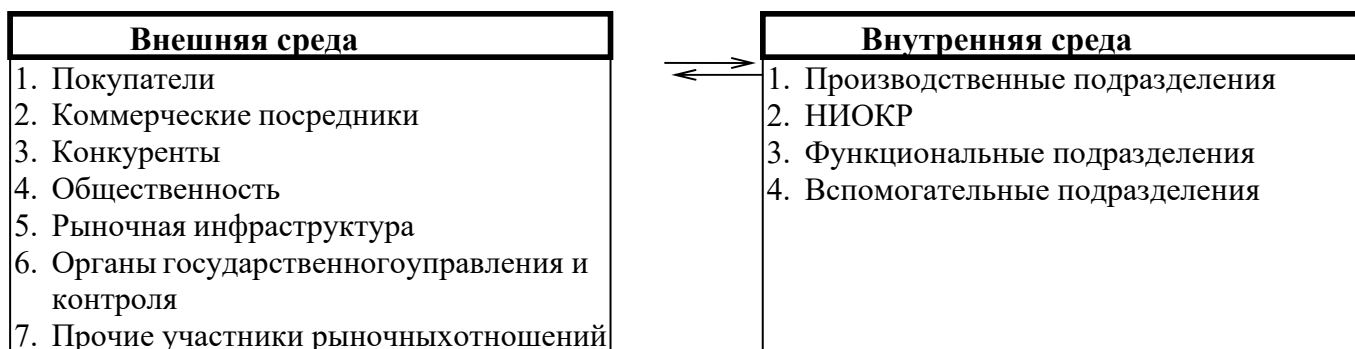 Внешняя среда
1. Покупатели
2. Коммерческие посредники
3. Конкуренты
4. Общественность
5. Рыночная инфраструктура
6. Органы государственногоуправления и
контроля
7. Прочие участники рыночныхотношений
Внутренняя среда
1. Производственные подразделения
2. НИОКР
3. Функциональные подразделения
4. Вспомогательные подразделения